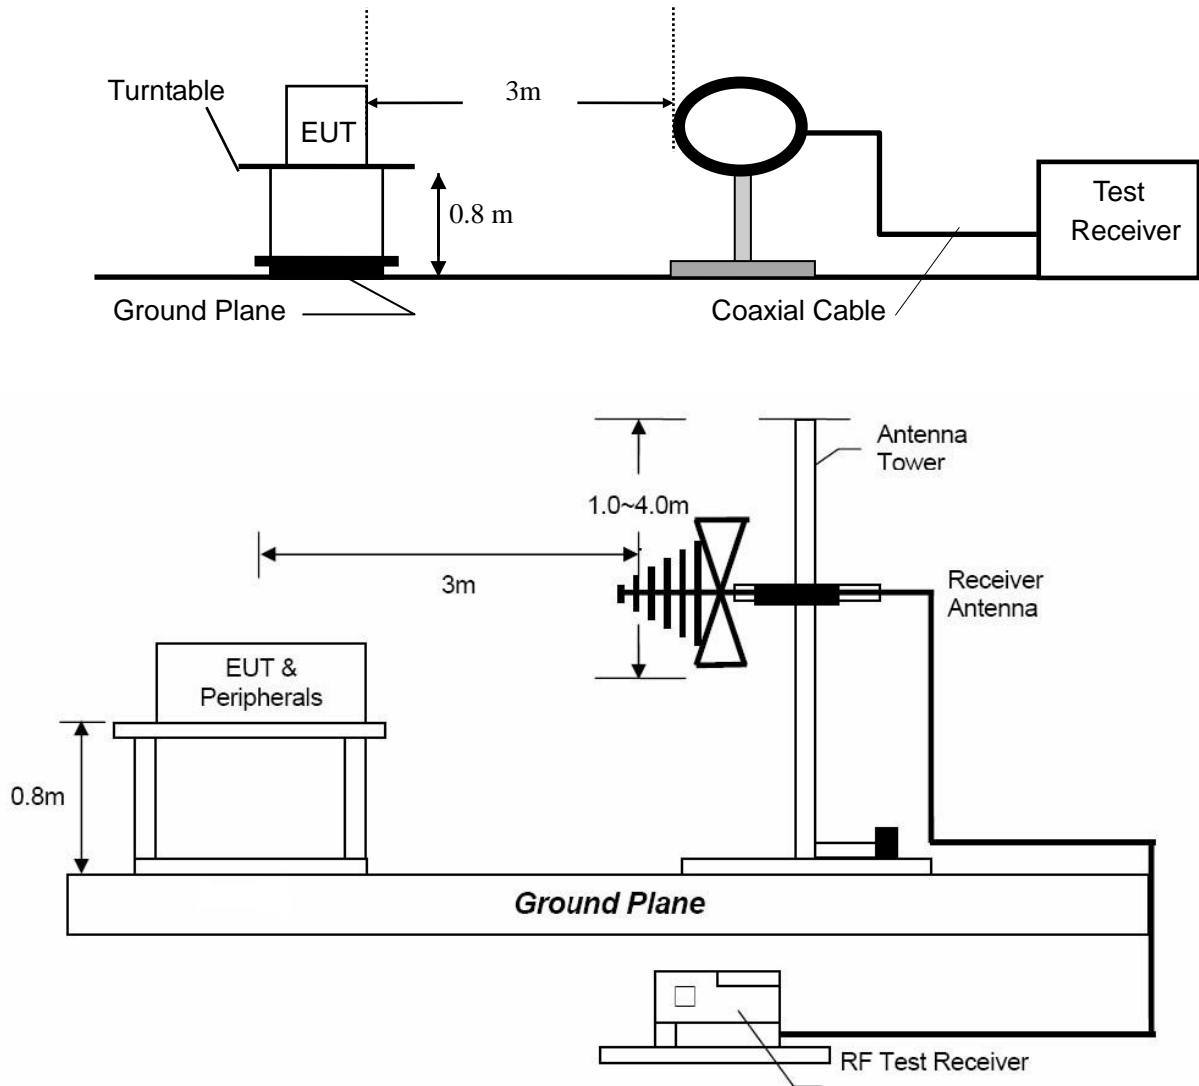 Turntable
3m
EUT
0.8 m
Test
Receiver
Ground Plane
Coaxial Cable
Antenna
Tower
1.0~4.0m
3m
Receiver
Antenna
EUT &
Peripherals
0.8m
Ground Plane
RF Test Receiver